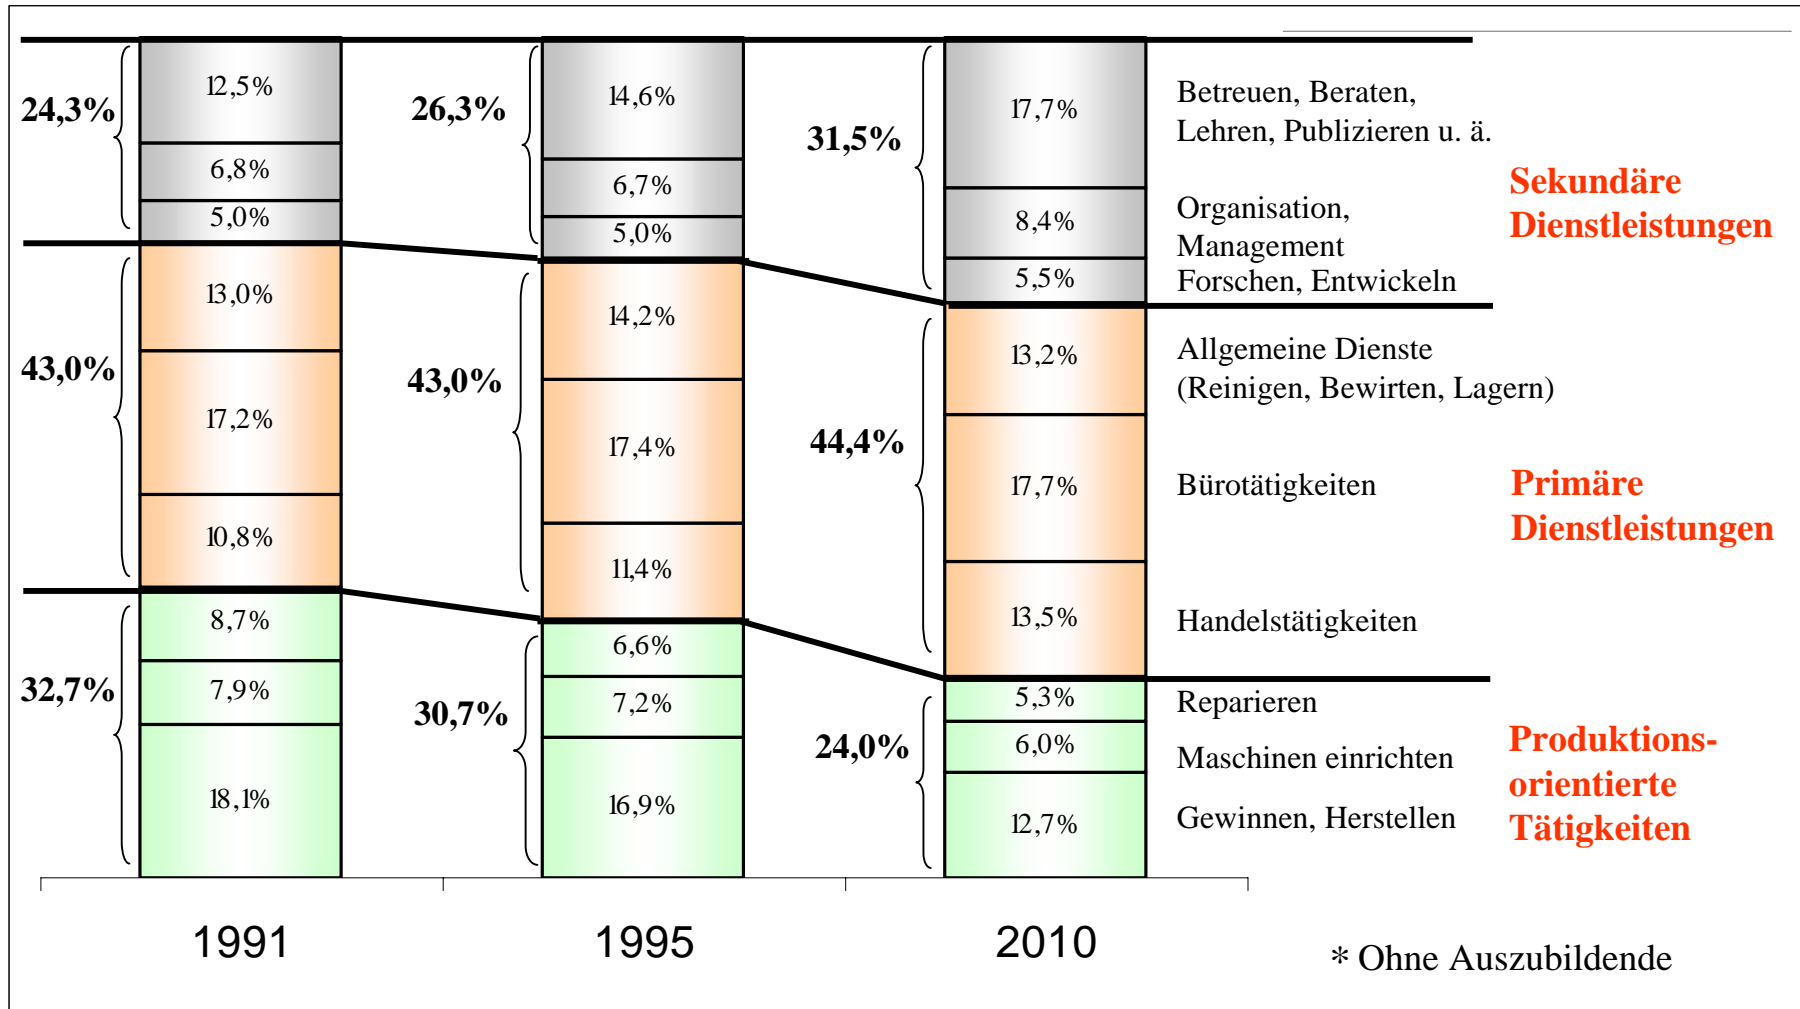 24,3%
12,5%
6,8%
5,0%
43,0%
13,0%
17,2%
10,8%
32,7%
8,7%
7,9%
18,1%
1991
26,3%
14,6%
6,7%
5,0%
43,0%
14,2%
17,4%
11,4%
30,7%
6,6%
7,2%
16,9%
1995
31,5%
17,7%
8,4%
5,5%
44,4%
13,2%
17,7%
13,5%
24,0%
5,3%
6,0%
12,7%
2010
Betreuen, Beraten,
Lehren, Publizieren u. ä.
Organisation,
Management
Forschen, Entwickeln
Sekundäre
Dienstleistungen
Allgemeine Dienste
(Reinigen, Bewirten, Lagern)
Bürotätigkeiten
Handelstätigkeiten
Primäre
Dienstleistungen
Reparieren
Maschinen einrichten
Gewinnen, Herstellen
Produktions-
orientierte
Tätigkeiten
* Ohne Auszubildende